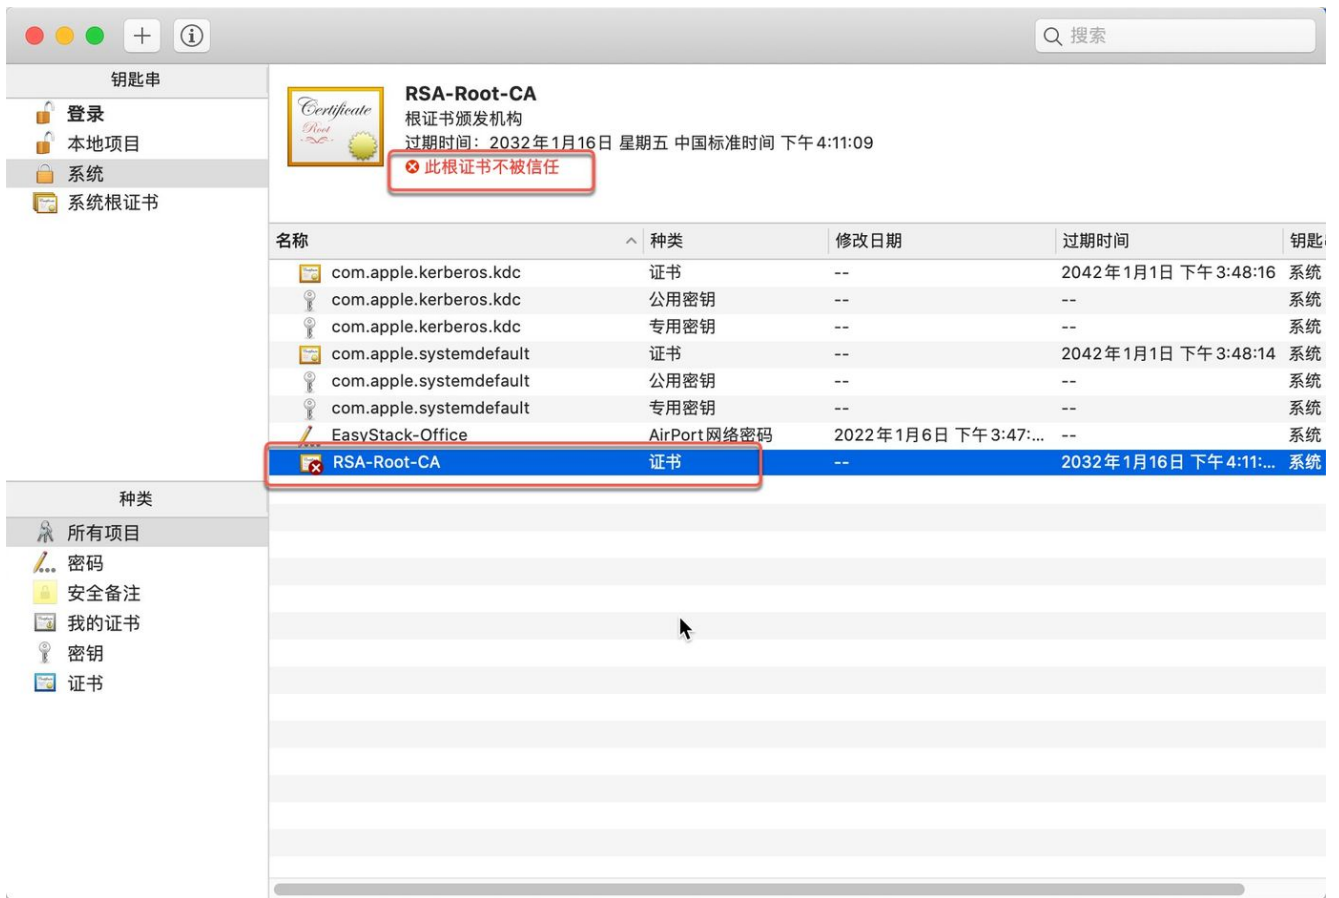 搜索
钥匙串
登录
本地项目
系统
系统根证书
Certificate
Root
RSA-Root-CA
根证书颁发机构
过期时间：2032年1月16日 星期五 中国标准时间 下午4:11:09
此根证书不被信任
名称 种类 修改日期 过期时间 钥匙
com.apple.kerberos.kdc 证书 -- 2042年1月1日 下午3:48:16 系统
com.apple.kerberos.kdc 公用密钥 -- -- 系统
com.apple.kerberos.kdc 专用密钥 -- -- 系统
com.apple.systemdefault 证书 -- 2042年1月1日 下午3:48:14 系统
com.apple.systemdefault 公用密钥 -- -- 系统
com.apple.systemdefault 专用密钥 -- -- 系统
EasyStack-Office AirPort网络密码 2022年1月6日 下午3:47:... -- 系统
RSA-Root-CA 证书 -- 2032年1月16日 下午4:11:... 系统
种类
所有项目
密码
安全备注
我的证书
密钥
证书